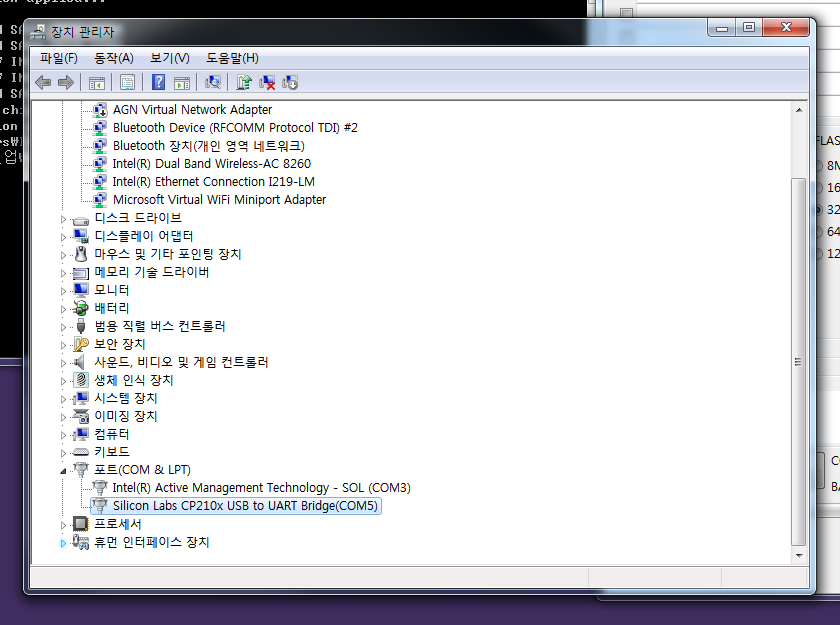 장치 관리자
파일(F) 동작(A) 보기(V) 도움말(H)
AGN Virtual Network Adapter
Bluetooth Device (RFCOMM Protocol TDI) #2
Bluetooth 장치(개인 영역 네트워크)
Intel(R) Dual Band Wireless-AC 8260
Intel(R) Ethernet Connection I219-LM
Microsoft Virtual WiFi Miniport Adapter
디스크 드라이브
디스플레이 어댑터
마우스 및 기타 포인팅 장치
메모리 기술 드라이버
모니터
배터리
범용 직렬 버스 컨트롤러
보안 장치
사운드, 비디오 및 게임 컨트롤러
생체 인식 장치
시스템 장치
이미징 장치
컴퓨터
키보드
포트(COM & LPT)
Intel(R) Active Management Technology - SOL (COM3)
Silicon Labs CP210x USB to UART Bridge(COM5)
프로세서
휴먼 인터페이스 장치
FLAS
8M
16
32
64
12